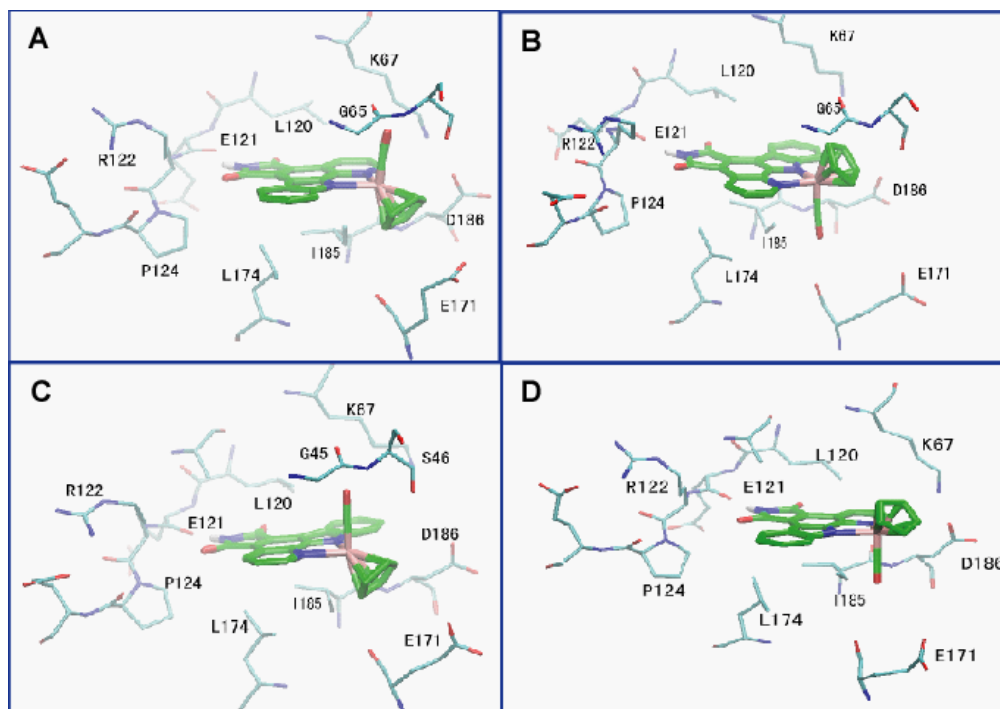 A
K67
G65
L120
E121
R122
D186
I185
P124
L174
E171
B
K67
L120
G65
E121
R122
D186
P124
I185
L174
E171
C
K67
G45
S46
L120
R122
E121
D186
P124
I185
L174
E171
D
K67
L120
R122
E121
D186
P124
I185
L174
E171